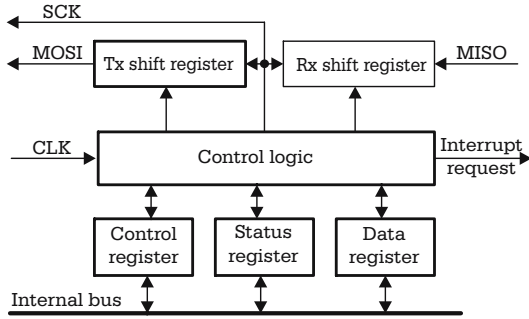 SCK
MOSI
Tx shift register
Rx shift register
MISO
CLK
Control logic
Interrupt
request
Control
register
Status
register
Data
register
Internal bus